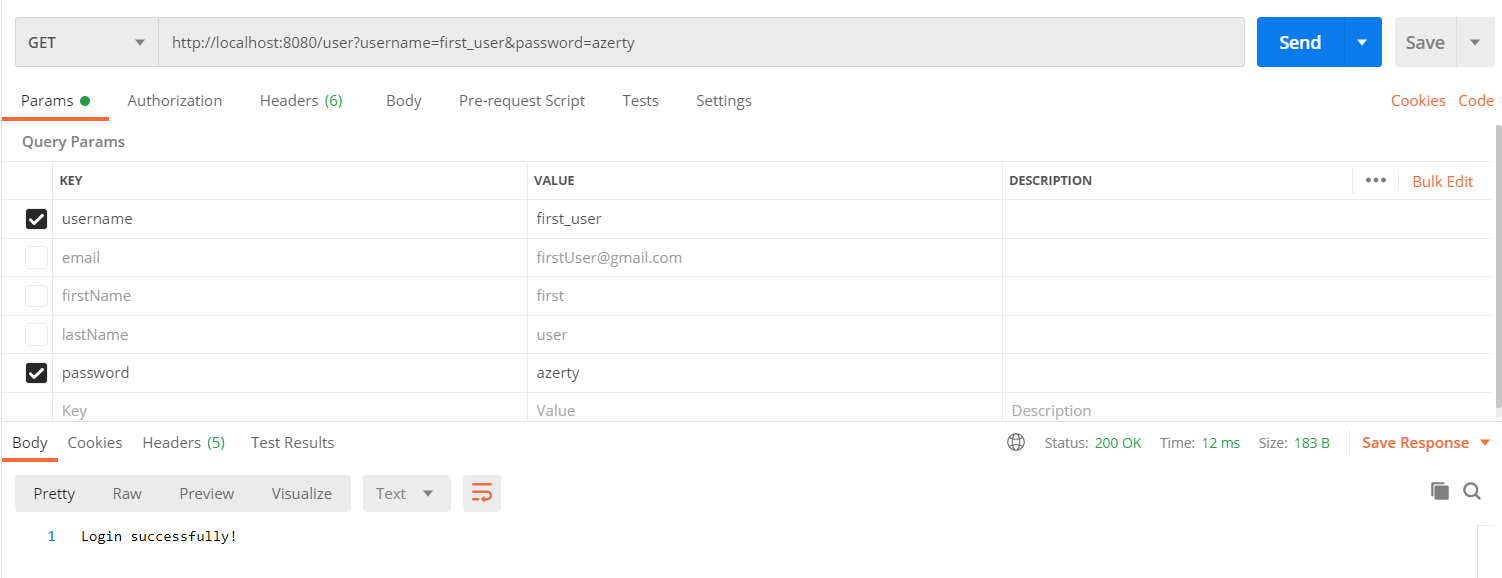 GET http://localhost:8080/user?username=first_user&password=azerty Send Save
Params Authorization Headers (6) Body Pre-request Script Tests Settings Cookies Code
Query Params
KEY VALUE DESCRIPTION ••• Bulk Edit
username first_user
email firstUser@gmail.com
firstName first
lastName user
password azerty
Key Value Description
Body Cookies Headers (5) Test Results Status: 200 OK Time: 12 ms Size: 183 B Save Response
Pretty Raw Preview Visualize Text
1 Login successfully!